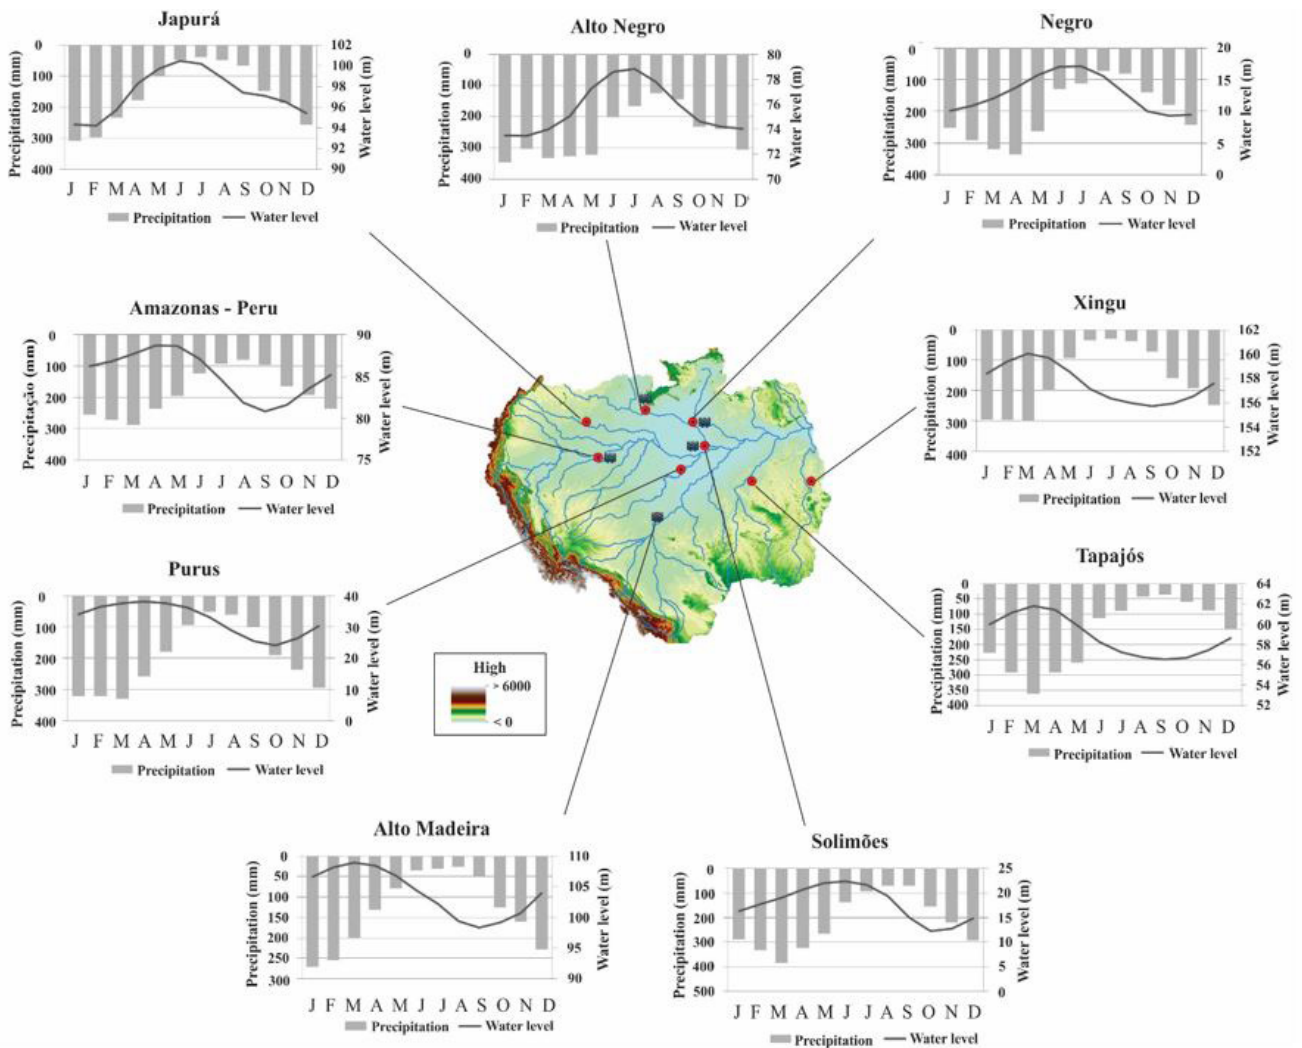 Japurá
Precipitation (mm)
0
100
200
300
400
102
100
98
96
94
92
90
Water level (m)
J F M A M J J A S O N D
Precipitation Water level
Alto Negro
Precipitation (mm)
0
100
200
300
400
80
78
76
74
72
70
Water level (m)
J F M A M J J A S O N D
Precipitation Water level
Negro
Precipitation (mm)
0
100
200
300
400
20
15
10
5
0
Water level (m)
J F M A M J J A S O N D
Precipitation Water level
Amazonas - Peru
Precipitação (mm)
0
100
200
300
400
90
85
80
75
Water level (m)
J F M A M J J A S O N D
Precipitation Water level
Xingu
Precipitation (mm)
0
100
200
300
400
162
160
158
156
154
152
Water level (m)
J F M A M J J A S O N D
Precipitation Water level
Purus
Precipitation (mm)
0
100
200
300
400
40
30
20
10
0
Water level (m)
J F M A M J J A S O N D
Precipitation Water level
High
> 6000
< 0
Tapajós
Precipitation (mm)
0
50
100
150
200
250
300
350
400
64
62
60
58
56
54
52
Water level (m)
J F M A M J J A S O N D
Precipitation Water level
Alto Madeira
Precipitation (mm)
0
50
100
150
200
250
300
110
105
100
95
90
Water level (m)
J F M A M J J A S O N D
Precipitation Water level
Solimões
Precipitation (mm)
0
100
200
300
400
500
25
20
15
10
5
0
Water level (m)
J F M A M J J A S O N D
Precipitation Water level